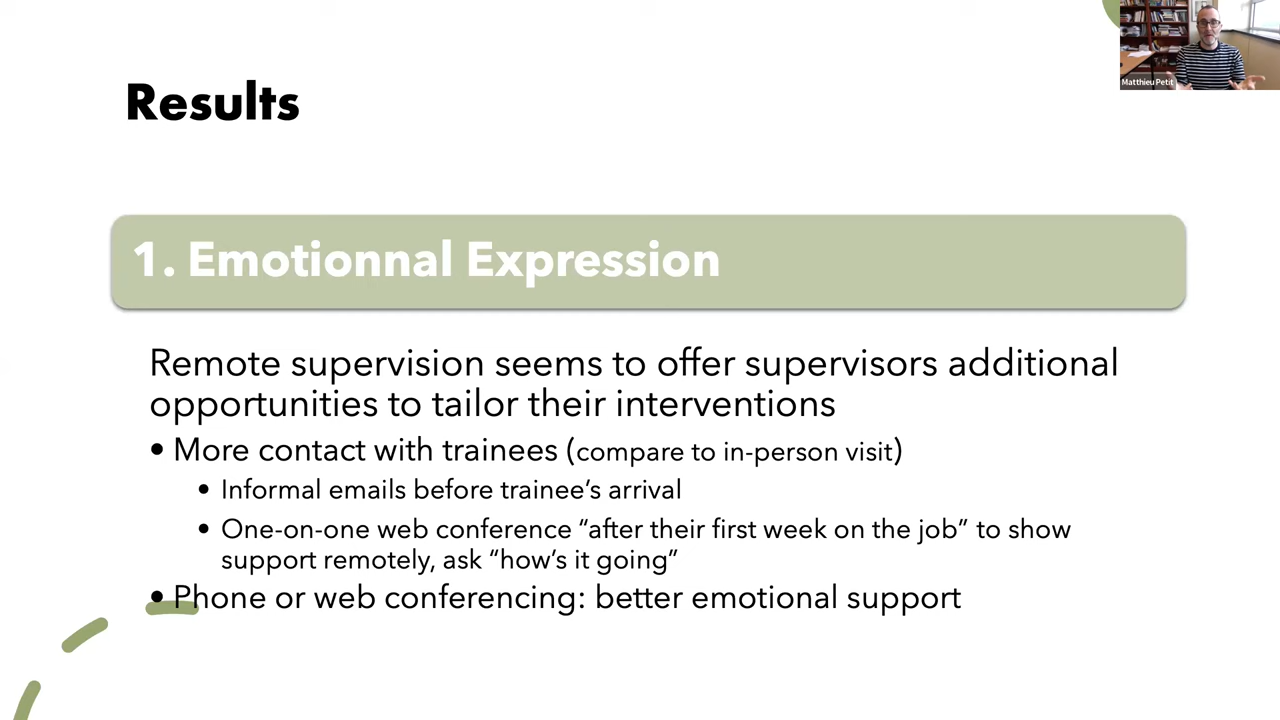 Matthieu Petit
Results
1. Emotionnal Expression
Remote supervision seems to offer supervisors additional
opportunities to tailor their interventions
• More contact with trainees (compare to in-person visit)
• Informal emails before trainee’s arrival
• One-on-one web conference “after their first week on the job” to show
support remotely, ask “how’s it going”
• Phone or web conferencing: better emotional support